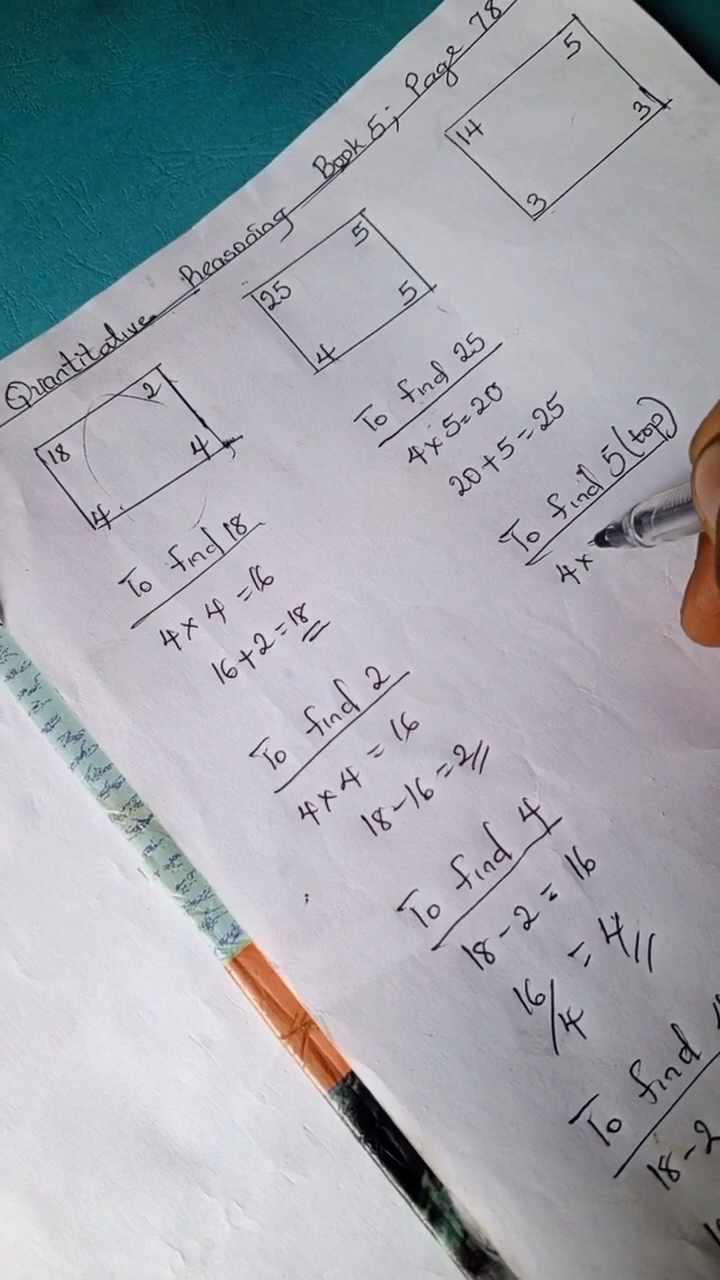 Quantitative Reasoning Book 5; Page 78
18 2
4 4
To find 18
4 x 4 = 16
16 + 2 = 18
To find 2
4 x 4 = 16
18 - 16 = 2
To find 4
18 - 2 = 16
16/4 = 4
To find
18 - 2
25 5
4 5
To find 25
4 x 5 = 20
20 + 5 = 25
To find 5 (top)
4 x
14 5
3 3